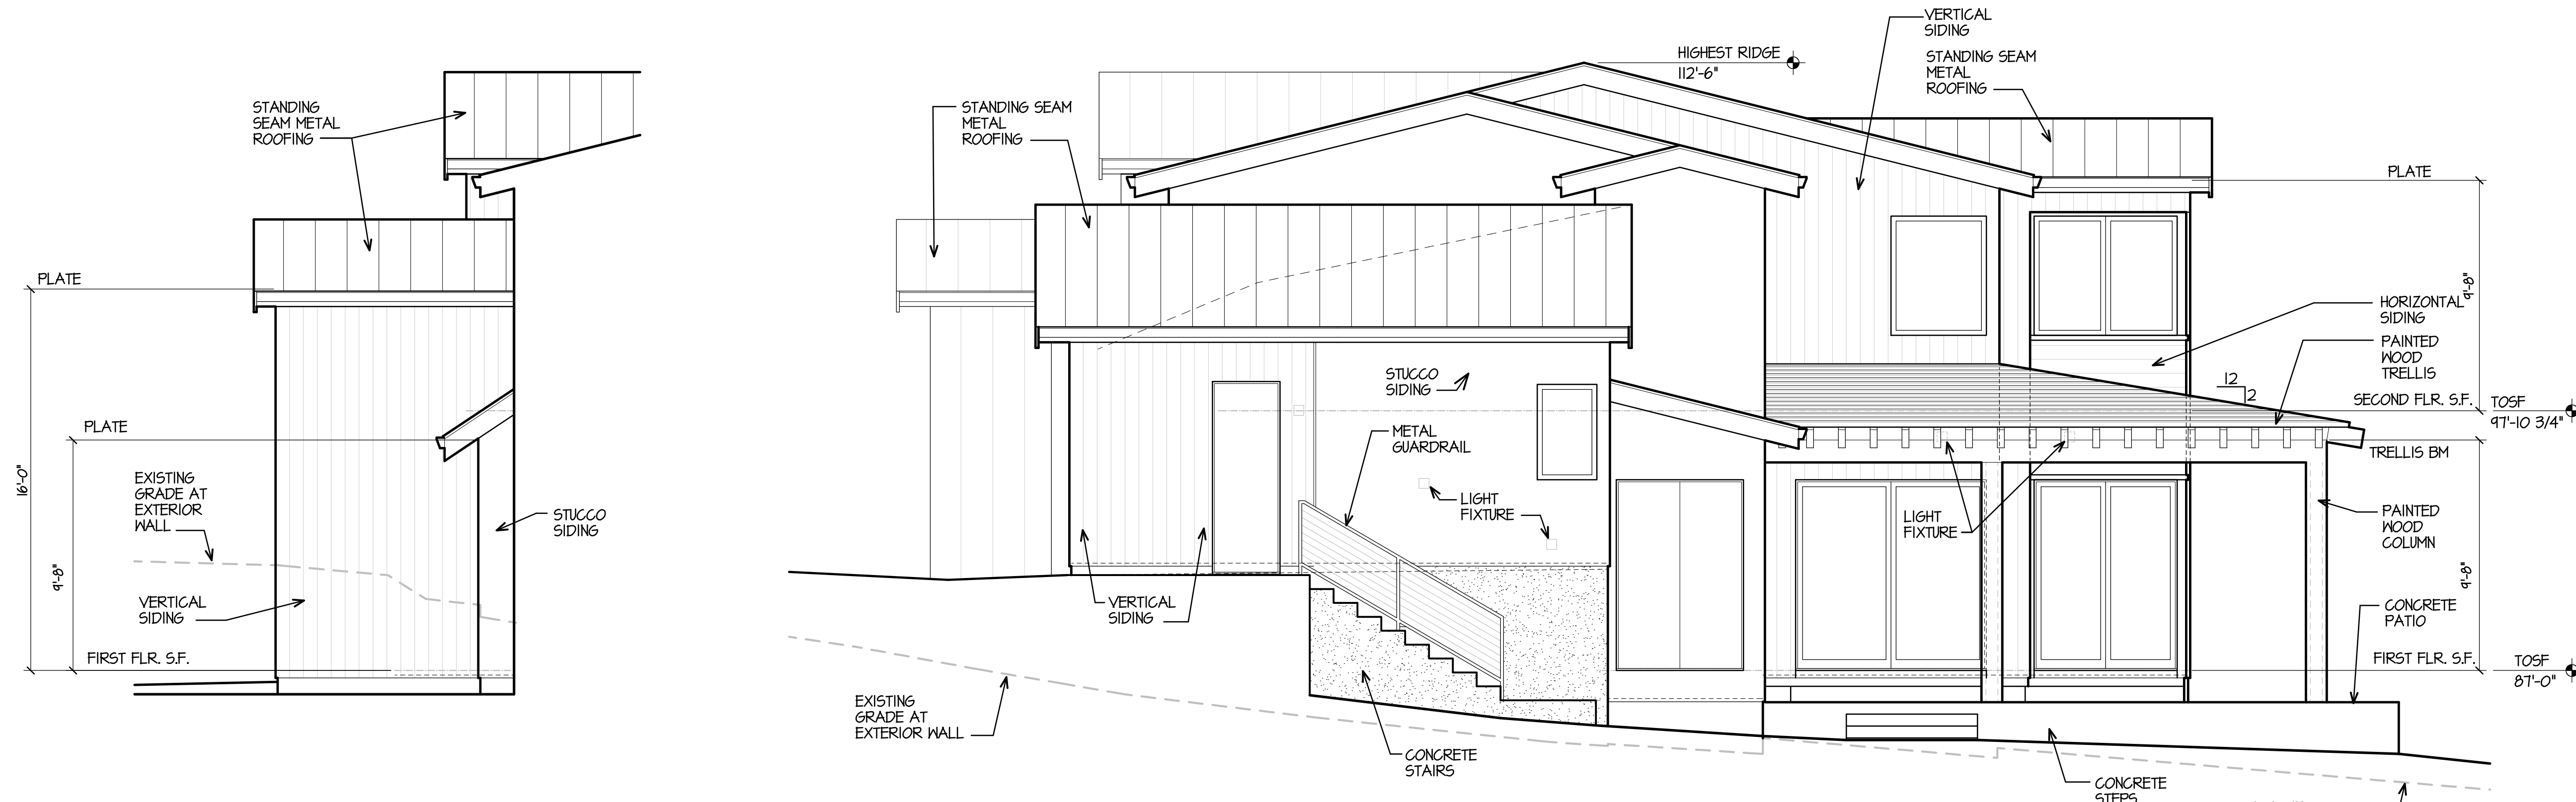 STANDING
SEAM METAL
ROOFING
PLATE
PLATE
16'-0"
9'-8"
EXISTING
GRADE AT
EXTERIOR
WALL
STUCCO
SIDING
VERTICAL
SIDING
FIRST FLR. S.F.
STANDING SEAM
METAL
ROOFING
HIGHEST RIDGE
112'-6"
VERTICAL
SIDING
STANDING SEAM
METAL
ROOFING
PLATE
9'-8"
HORIZONTAL
SIDING
PAINTED
WOOD
TRELLIS
12
2
SECOND FLR. S.F.
TOSF
97'-10 3/4"
TRELLIS BM
STUCCO
SIDING
METAL
GUARDRAIL
LIGHT
FIXTURE
LIGHT
FIXTURE
PAINTED
WOOD
COLUMN
9'-8"
VERTICAL
SIDING
CONCRETE
PATIO
FIRST FLR. S.F.
TOSF
87'-0"
EXISTING
GRADE AT
EXTERIOR WALL
CONCRETE
STAIRS
CONCRETE
STEPS